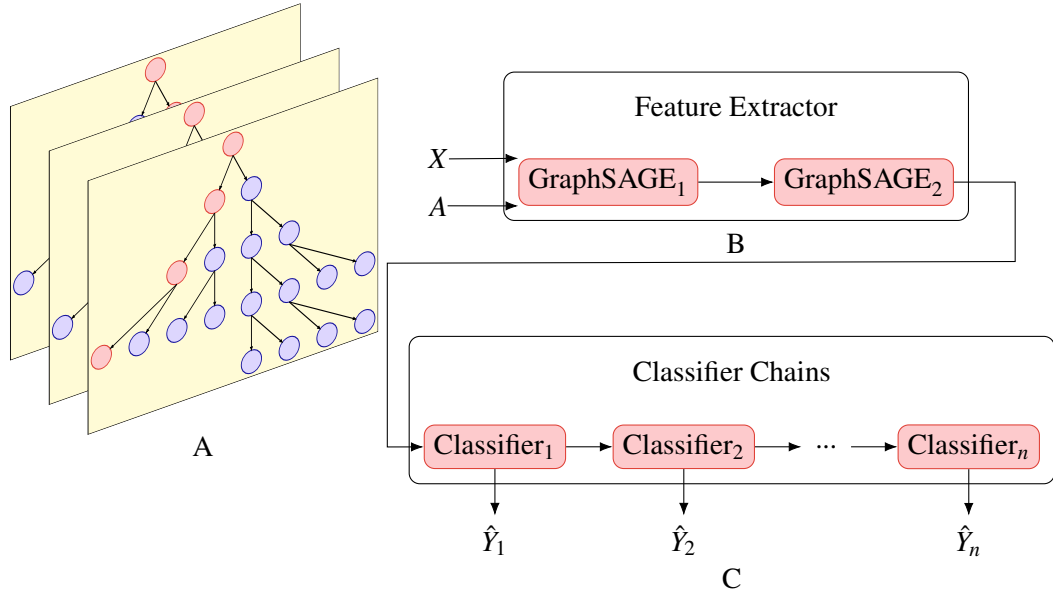 Feature Extractor
X
GraphSAGE₁
GraphSAGE₂
A
B
Classifier Chains
A
Classifier₁
Classifier₂
...
Classifierₙ
Ŷ₁
Ŷ₂
Ŷₙ
C